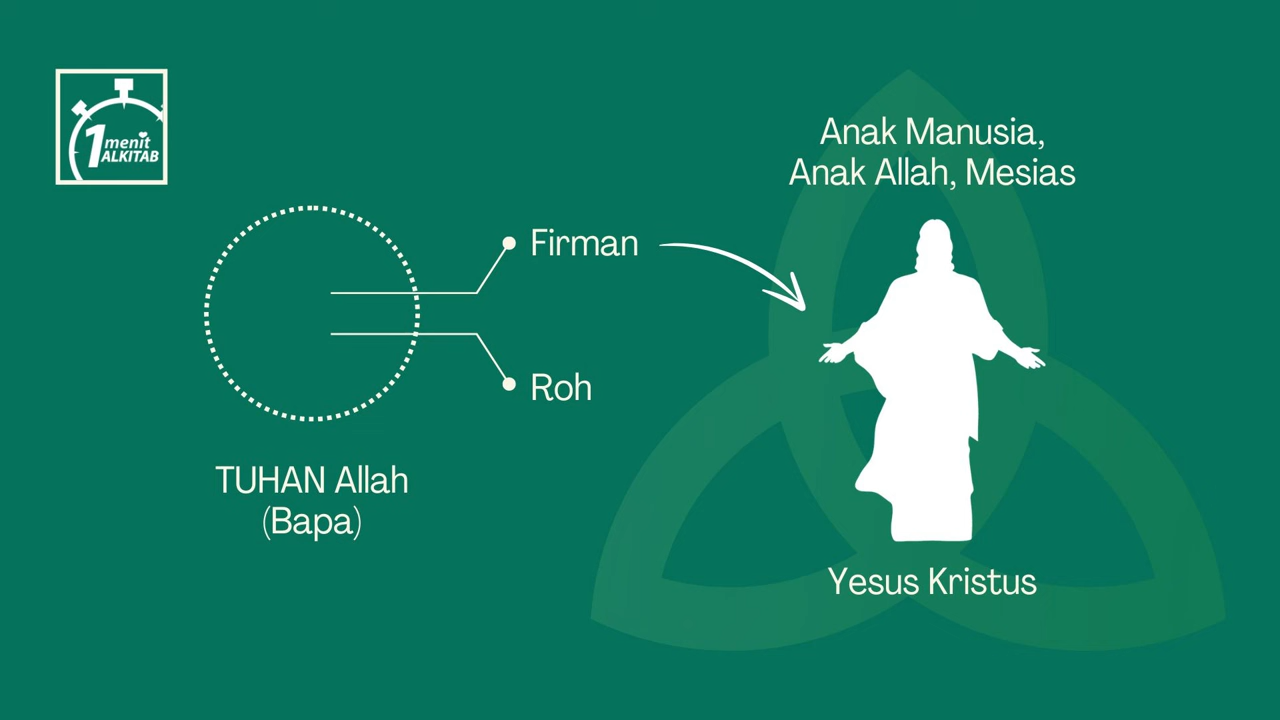 1
menit
ALKITAB
Anak Manusia,
Anak Allah, Mesias
Firman
Roh
TUHAN Allah
(Bapa)
Yesus Kristus